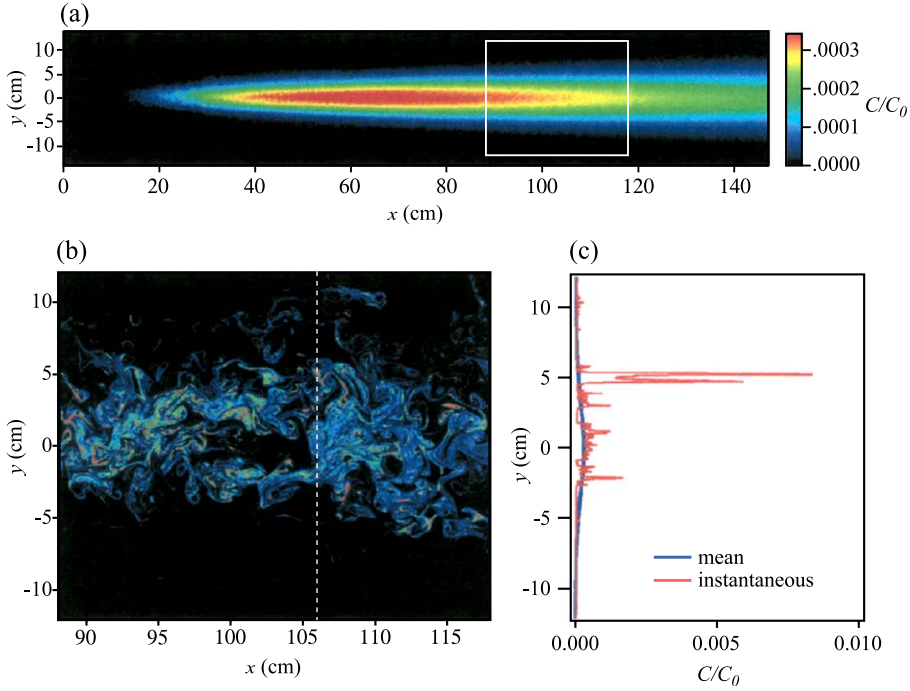 (a)
10
5
0
-5
-10
y (cm)
0 20 40 60 80 100 120 140
x (cm)
.0003
.0002
.0001
.0000
C/C0
(b)
10
5
0
-5
-10
y (cm)
90 95 100 105 110 115
x (cm)
(c)
10
5
0
-5
-10
y (cm)
mean
instantaneous
0.000 0.005 0.010
C/C0